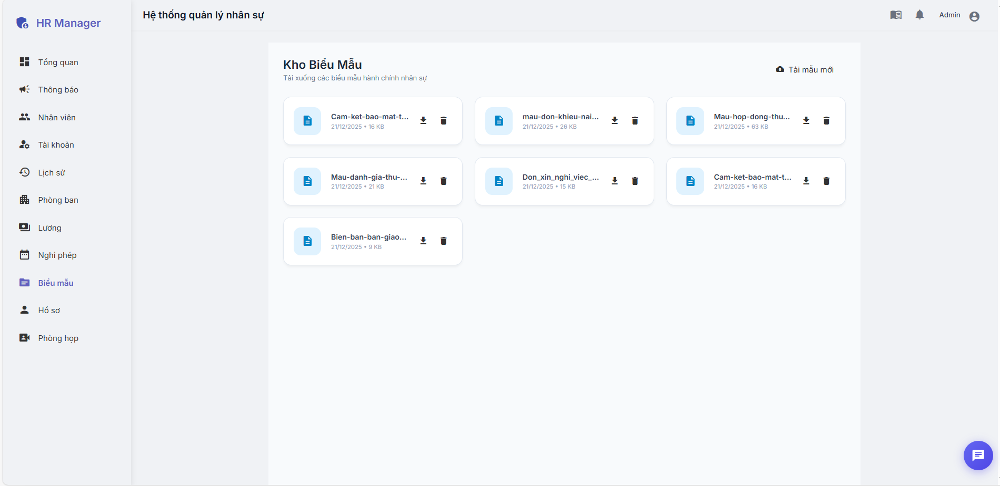 HR Manager
Tổng quan
Thông báo
Nhân viên
Tài khoản
Lịch sử
Phòng ban
Lương
Nghỉ phép
Biểu mẫu
Hồ sơ
Phòng họp
Hệ thống quản lý nhân sự
Admin
Kho Biểu Mẫu
Tải xuống các biểu mẫu hành chính nhân sự
Tải mẫu mới
Cam-ket-bao-mat-t...
21/12/2025 • 16 KB
mau-don-khieu-nai...
21/12/2025 • 26 KB
Mau-hop-dong-thu...
21/12/2025 • 63 KB
Mau-danh-gia-thu-...
21/12/2025 • 21 KB
Don_xin_nghi_viec_...
21/12/2025 • 15 KB
Cam-ket-bao-mat-t...
21/12/2025 • 16 KB
Bien-ban-ban-giao...
21/12/2025 • 9 KB